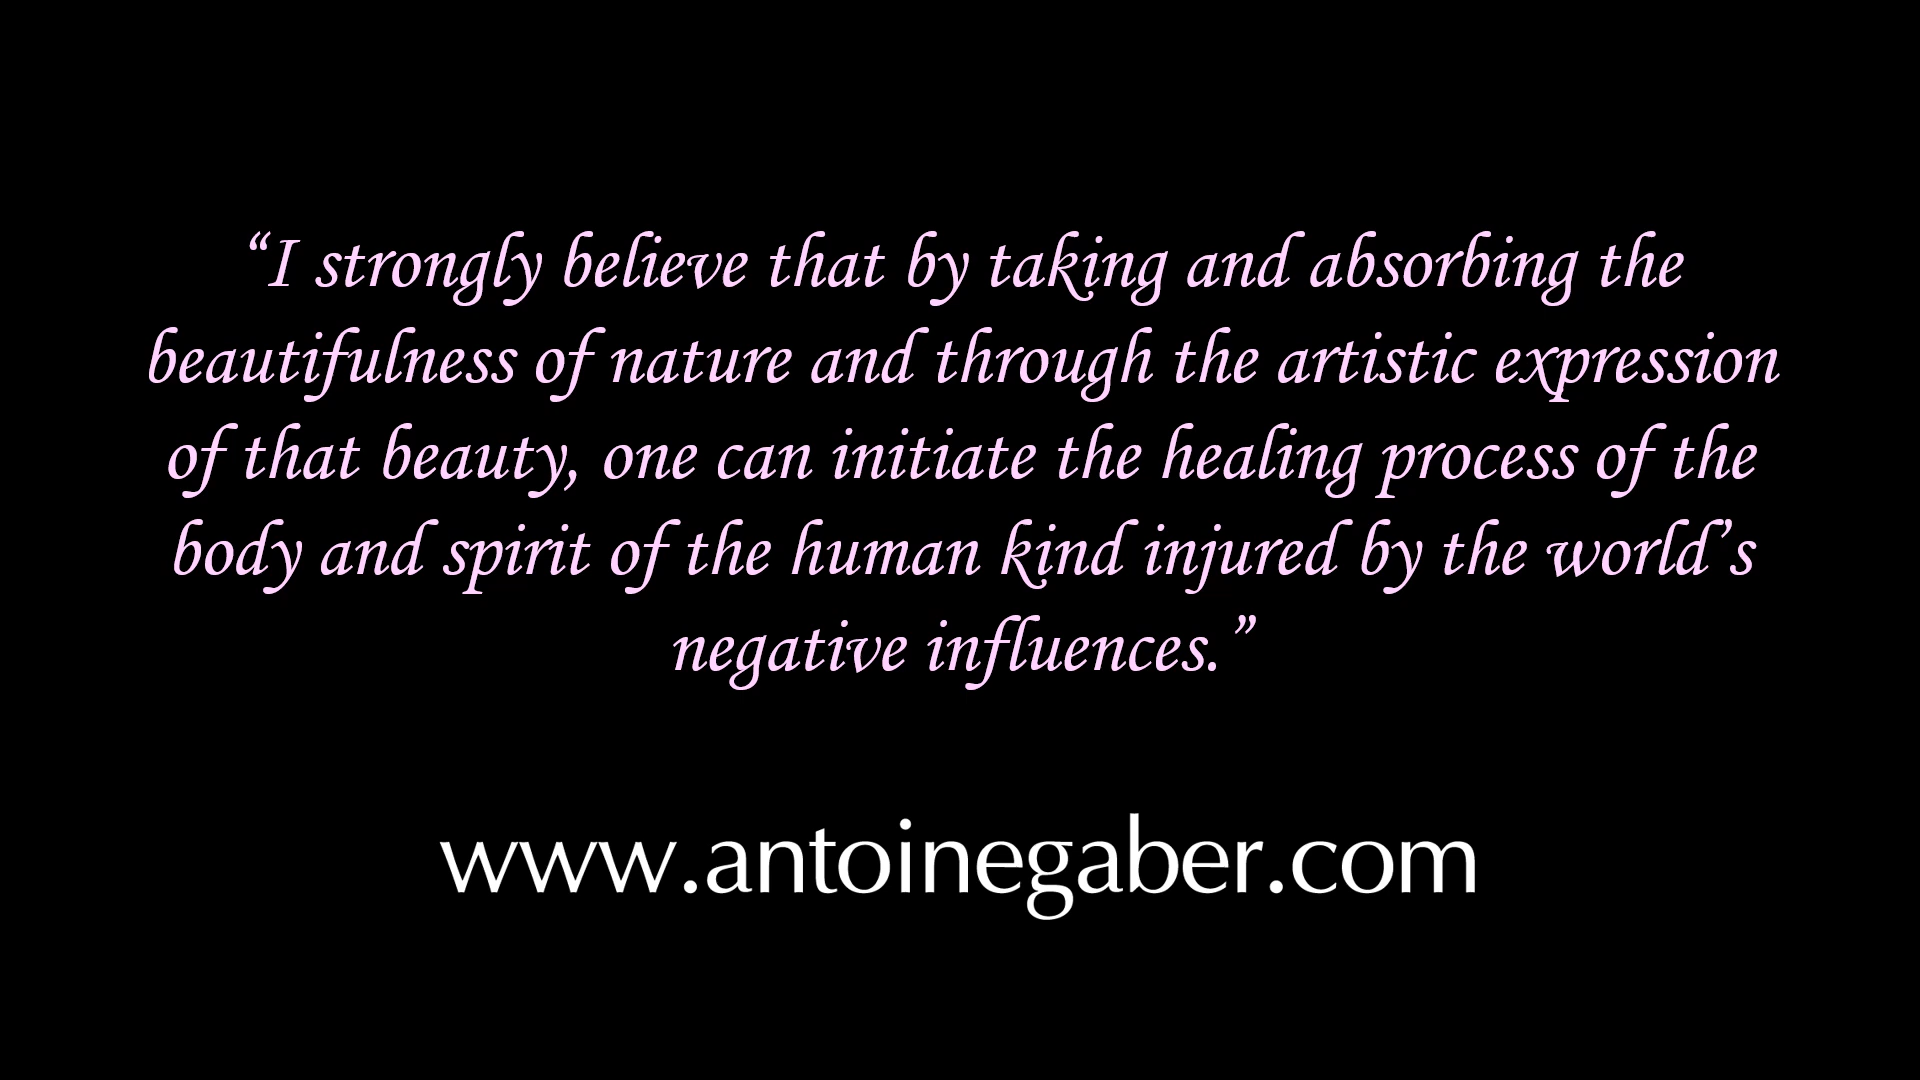 “I strongly believe that by taking and absorbing the
beautifulness of nature and through the artistic expression
of that beauty, one can initiate the healing process of the
body and spirit of the human kind injured by the world’s
negative influences.”
www.antoinegaber.com